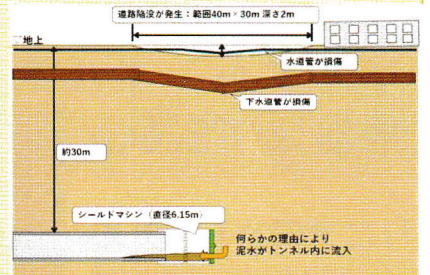 道路陥没が発生：範囲40m×30m 深さ2m
地上
水道管が損傷
下水道管が損傷
約30m
シールドマシン（直径6.15m）
何らかの理由により
泥水がトンネル内に流入